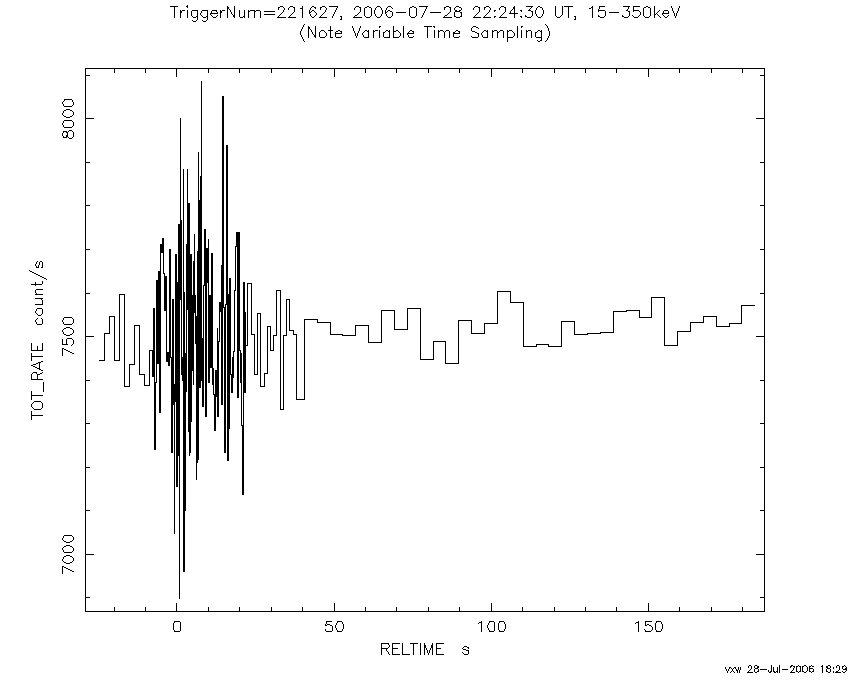 TriggerNum=221627, 2006-07-28 22:24:30 UT, 15-350keV
(Note Variable Time Sampling)
TOT_RATE count/s
8000
7500
7000
0 50 100 150
RELTIME s
vxw 28-Jul-2006 18:29